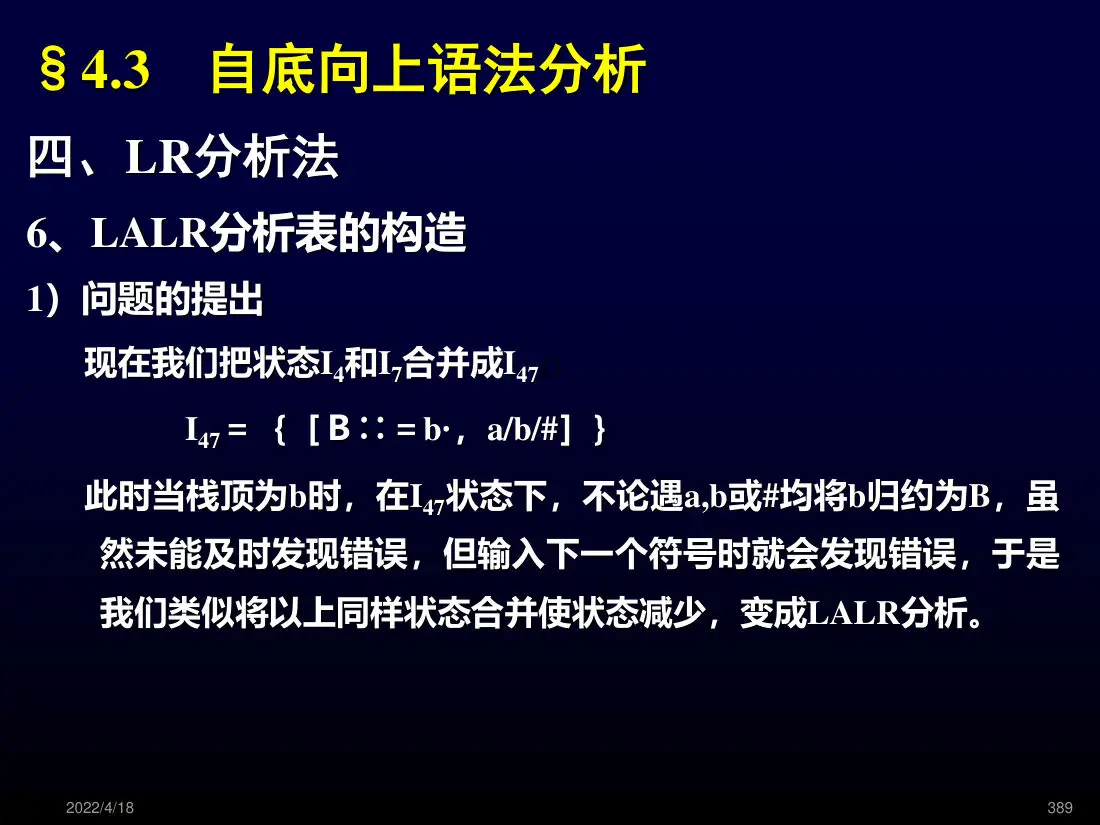 §4.3 自底向上语法分析
四、LR分析法
6、LALR分析表的构造
1）问题的提出
现在我们把状态I4和I7合并成I47
I47 = ｛［B∷=b·，a/b/#］｝
此时当栈顶为b时，在I47状态下，不论遇a,b或#均将b归约为B，虽
然未能及时发现错误，但输入下一个符号时就会发现错误，于是
我们类似将以上同样状态合并使状态减少，变成LALR分析。
2022/4/18
389